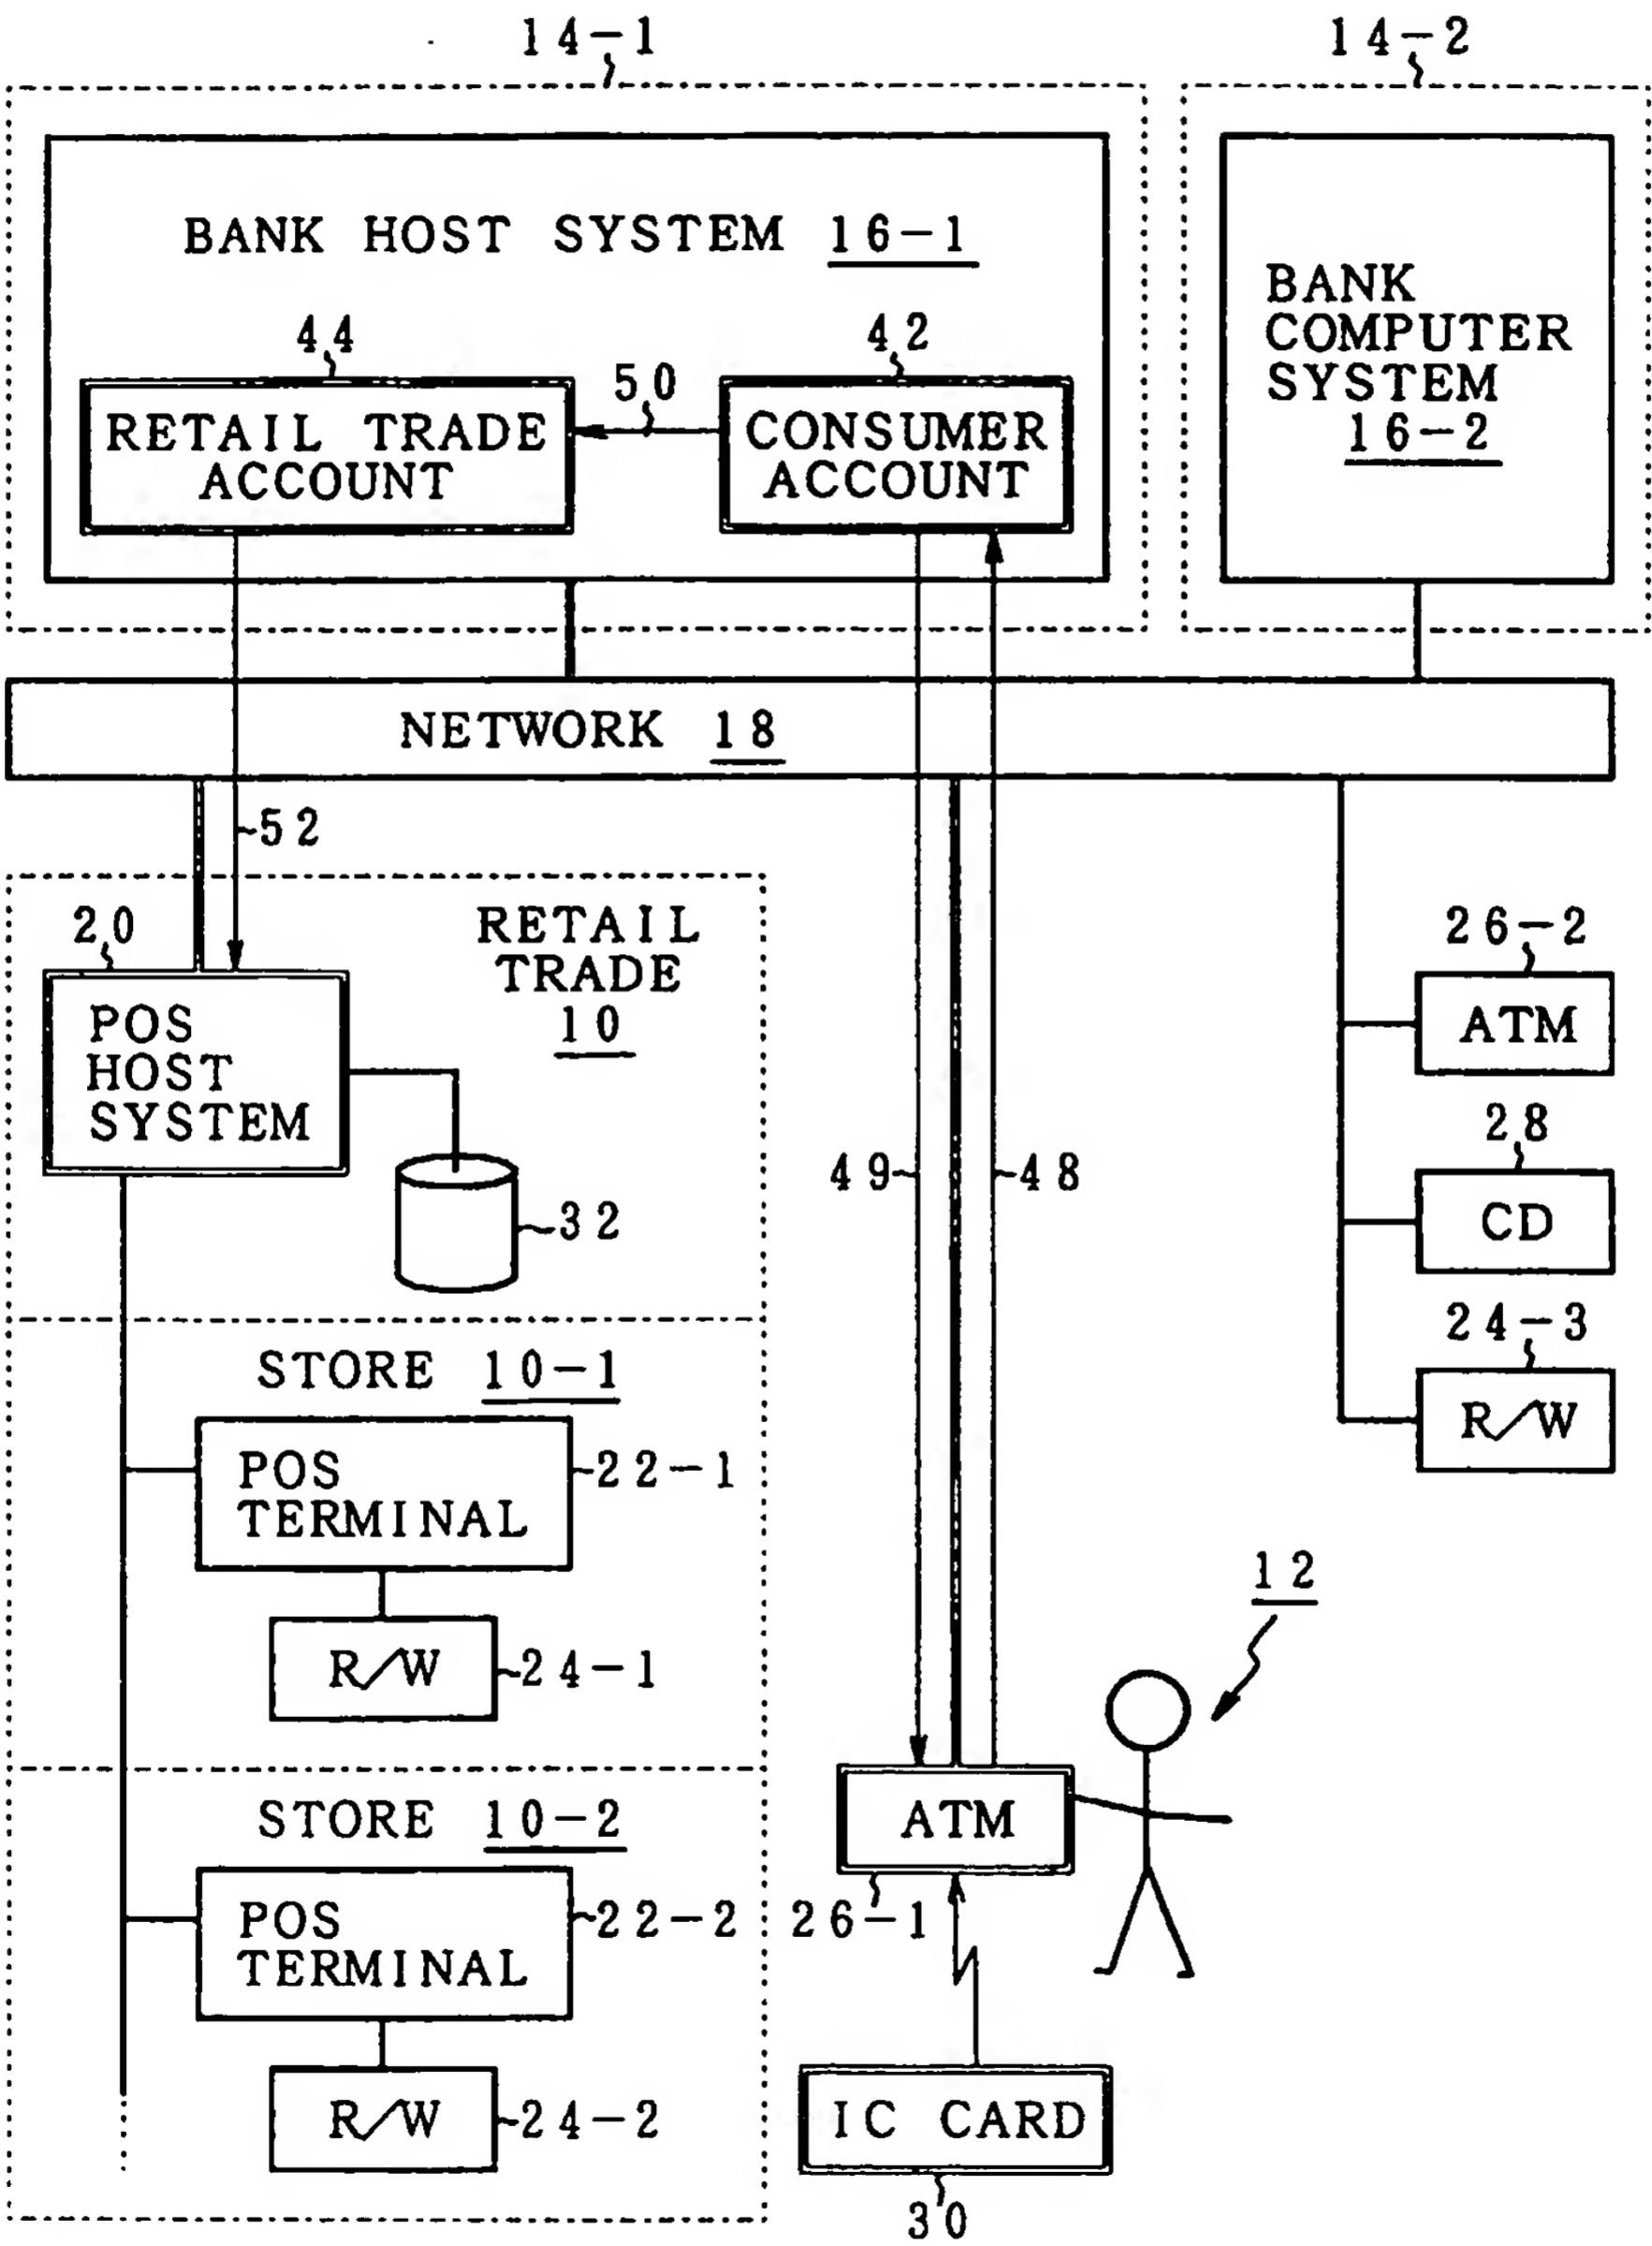 14-1
14-2
BANK HOST SYSTEM 16-1
BANK
COMPUTER
SYSTEM
16-2
44
42
50
RETAIL TRADE
ACCOUNT
CONSUMER
ACCOUNT
NETWORK 18
52
20
RETAIL
TRADE
10
POS
HOST
SYSTEM
32
49
48
26-2
ATM
28
CD
24-3
R/W
STORE 10-1
POS
TERMINAL
22-1
R/W
24-1
12
STORE 10-2
POS
TERMINAL
22-2
R/W
24-2
ATM
26-1
IC CARD
30